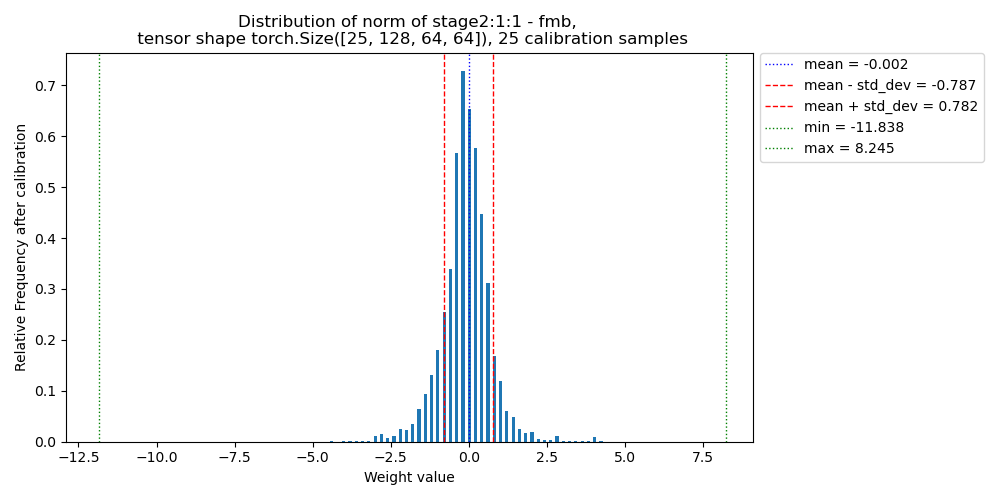 Distribution of norm of stage2:1:1 - fmb,
tensor shape torch.Size([25, 128, 64, 64]), 25 calibration samples
mean = -0.002
mean - std_dev = -0.787
mean + std_dev = 0.782
min = -11.838
max = 8.245
Relative Frequency after calibration
0.7
0.6
0.5
0.4
0.3
0.2
0.1
0.0
−12.5 −10.0 −7.5 −5.0 −2.5 0.0 2.5 5.0 7.5
Weight value